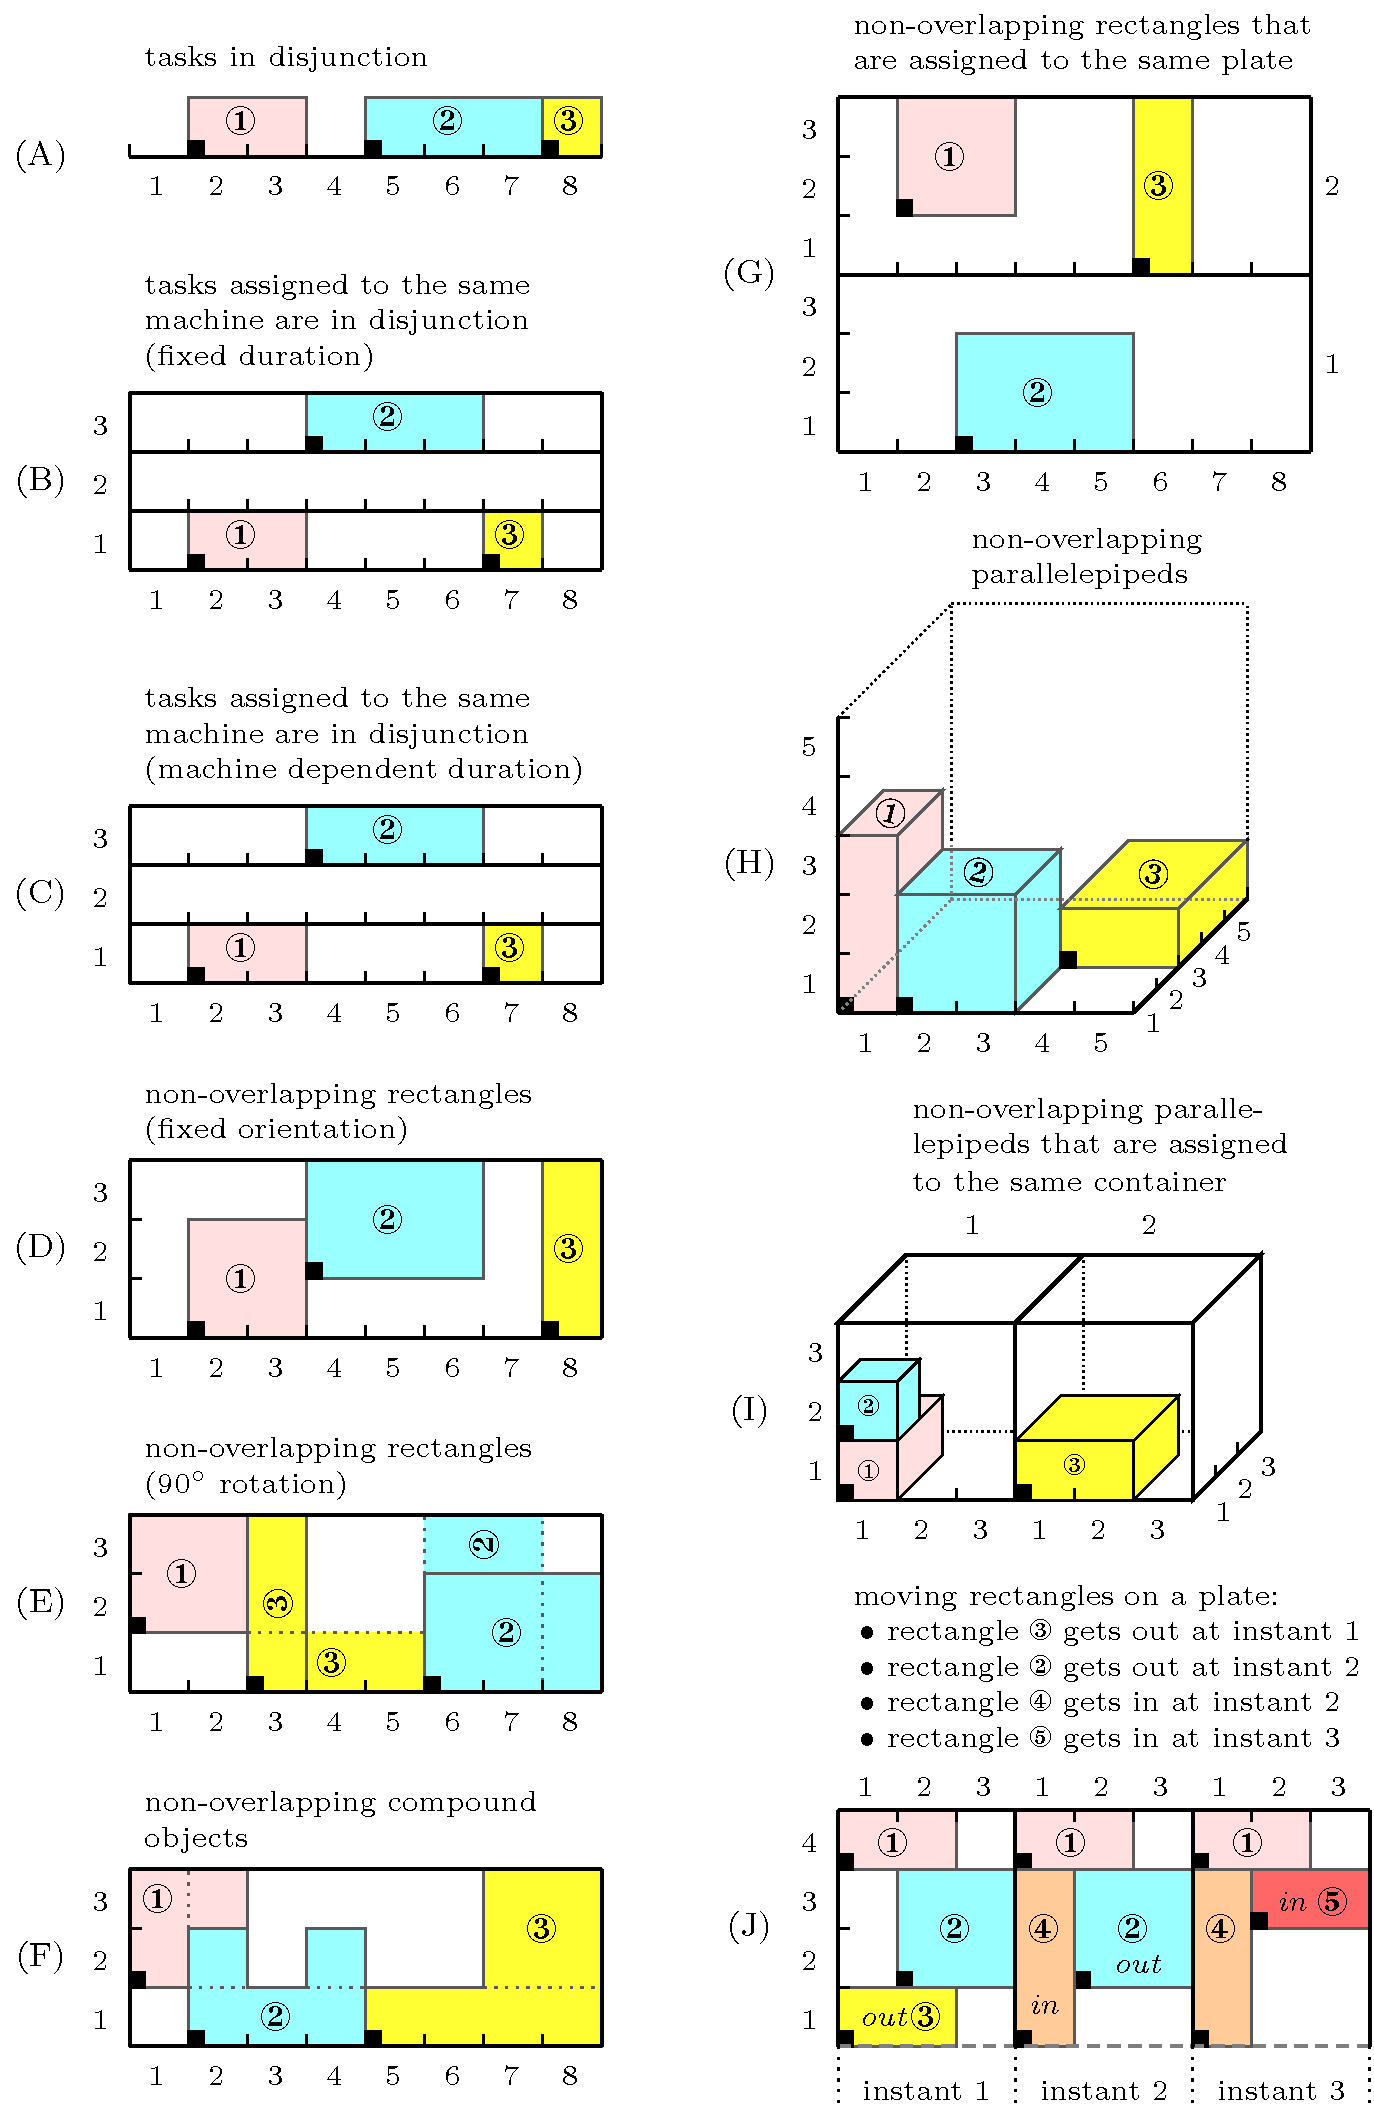 tasks in disjunction
(A)
① ② ③
1 2 3 4 5 6 7 8
tasks assigned to the same
machine are in disjunction
(fixed duration)
3 ②
(B) 2
1 ① ③
1 2 3 4 5 6 7 8
tasks assigned to the same
machine are in disjunction
(machine dependent duration)
3 ②
(C) 2
1 ① ③
1 2 3 4 5 6 7 8
non-overlapping rectangles
(fixed orientation)
3 ②
(D) 2 ③
1 ①
1 2 3 4 5 6 7 8
non-overlapping rectangles
(90° rotation)
3 ① ②
(E) 2 ③ ②
1 ③
1 2 3 4 5 6 7 8
non-overlapping compound
objects
3 ① ③
(F) 2
1 ②
1 2 3 4 5 6 7 8
non-overlapping rectangles that
are assigned to the same plate
3 ①
2 ③ 2
1
(G)
3
2 ② 1
1
1 2 3 4 5 6 7 8
non-overlapping
parallelepipeds
5
4 ①
(H) 3 ② ③
2 5
1 4
3
2
1
1 2 3 4 5
non-overlapping paralle-
lepipeds that are assigned
to the same container
1 2
3
(I) 2 ②
1 ① ③ 3
2
1
1 2 3 1 2 3
moving rectangles on a plate:
• rectangle ③ gets out at instant 1
• rectangle ② gets out at instant 2
• rectangle ④ gets in at instant 2
• rectangle ⑤ gets in at instant 3
1 2 3 1 2 3 1 2 3
4 ① ① ①
3 in ⑤
(J) ② ④ ② ④
2 out
1 out ③ in
instant 1 instant 2 instant 3